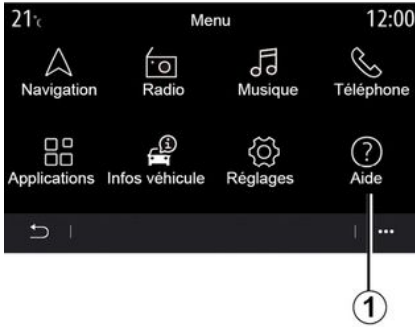 21°c Menu 12:00
Navigation Radio Musique Téléphone
Applications Infos véhicule Réglages Aide
1